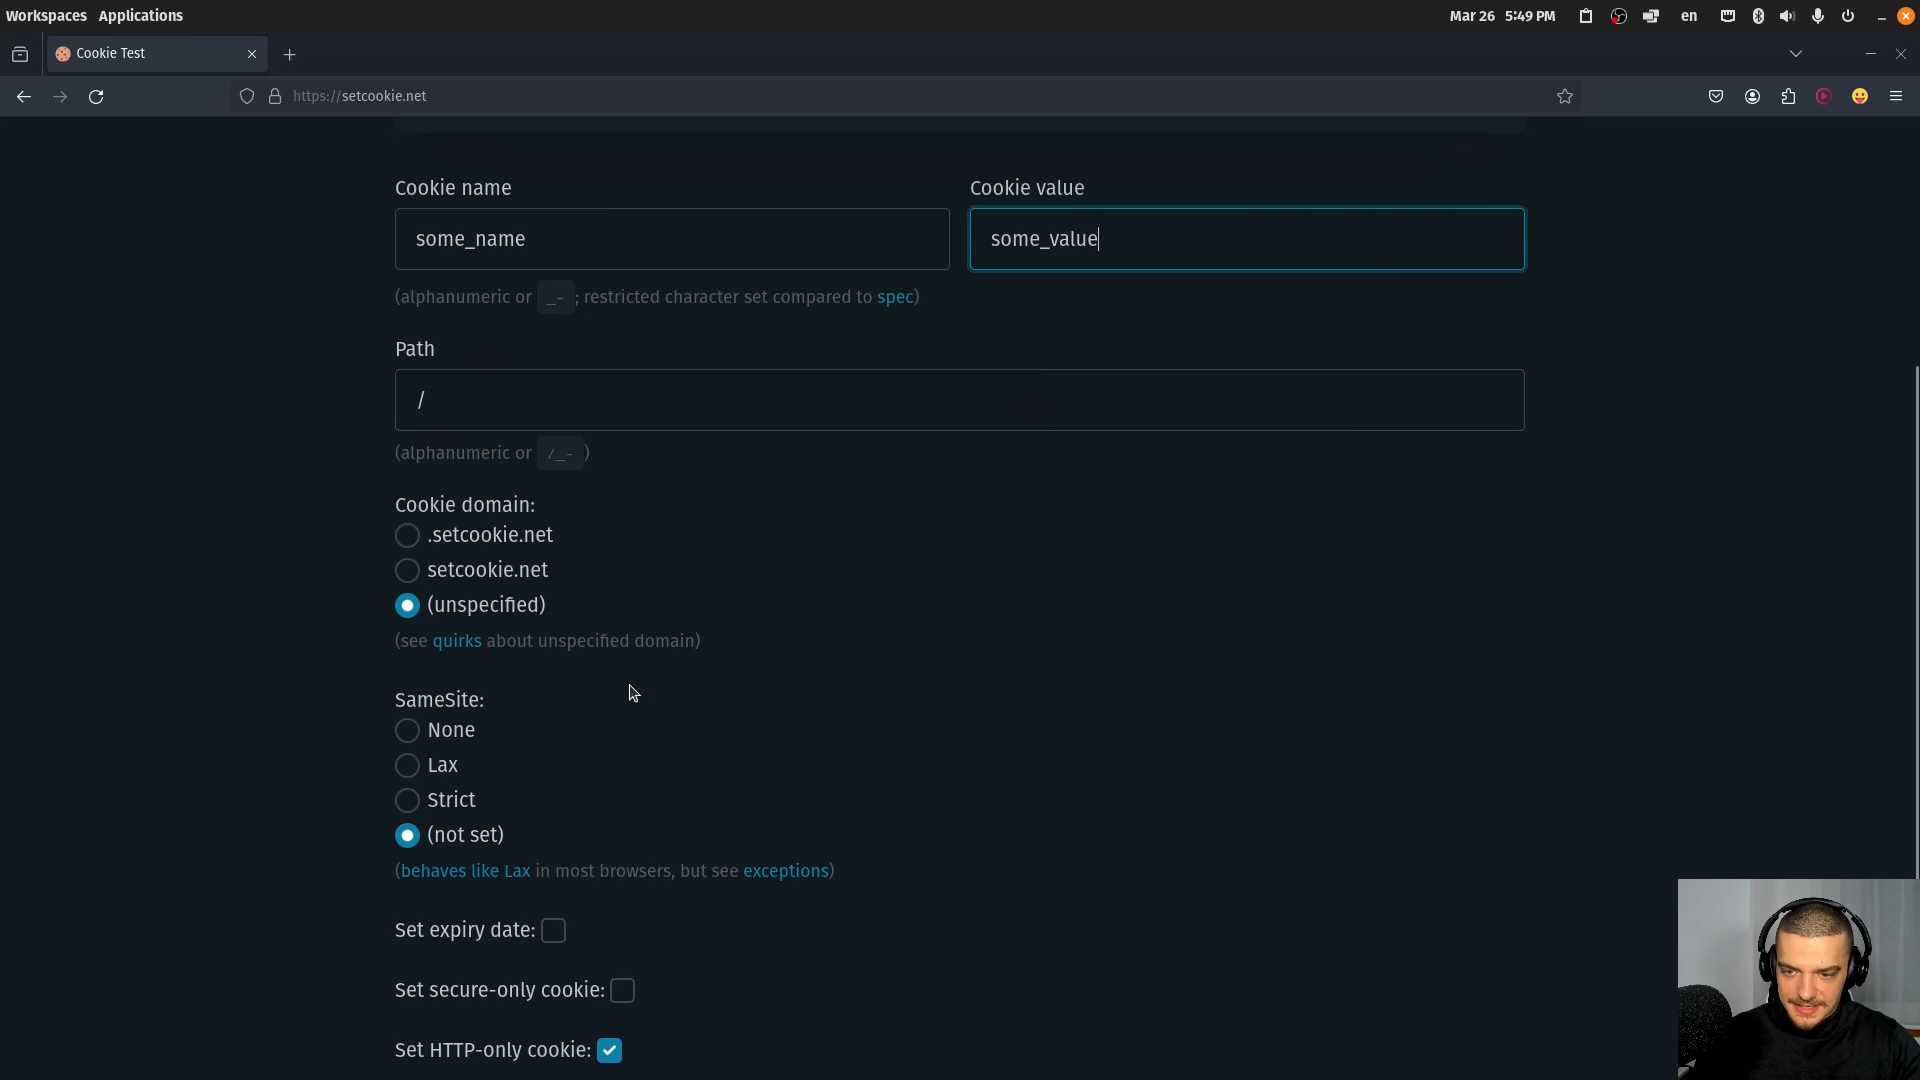 Workspaces Applications
Mar 26 5:49 PM
en
Cookie Test
https://setcookie.net
Cookie name
Cookie value
some_name
some_value
(alphanumeric or _- ; restricted character set compared to spec)
Path
/
(alphanumeric or /_- )
Cookie domain:
.setcookie.net
setcookie.net
(unspecified)
(see quirks about unspecified domain)
SameSite:
None
Lax
Strict
(not set)
(behaves like Lax in most browsers, but see exceptions)
Set expiry date:
Set secure-only cookie:
Set HTTP-only cookie: